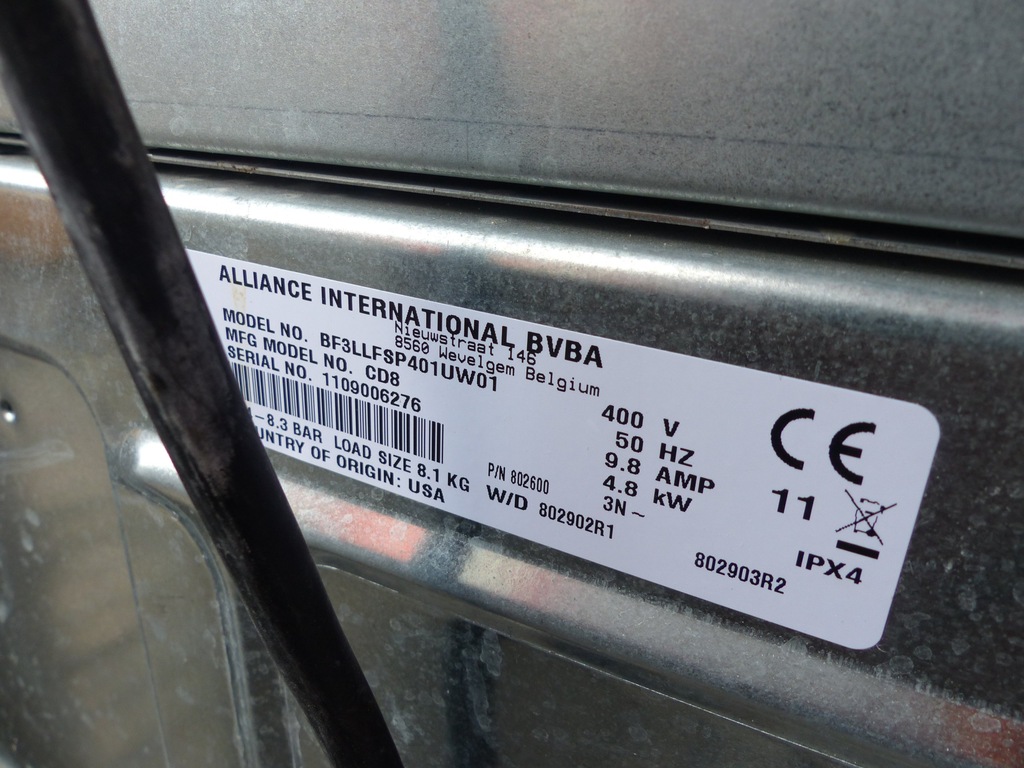 ALLIANCE INTERNATIONAL BVBA
Nieuwstraat 146
8560 Wevelgem Belgium
MODEL NO. BF3LLFSP401UW01
MFG MODEL NO. CD8
SERIAL NO. 1109006276
-8.3 BAR LOAD SIZE 8.1 KG
UNTRY OF ORIGIN: USA
P/N 802600
W/D 802902R1
400 V
50 HZ
9.8 AMP
4.8 kW
3N~
CE
11
IPX4
802903R2